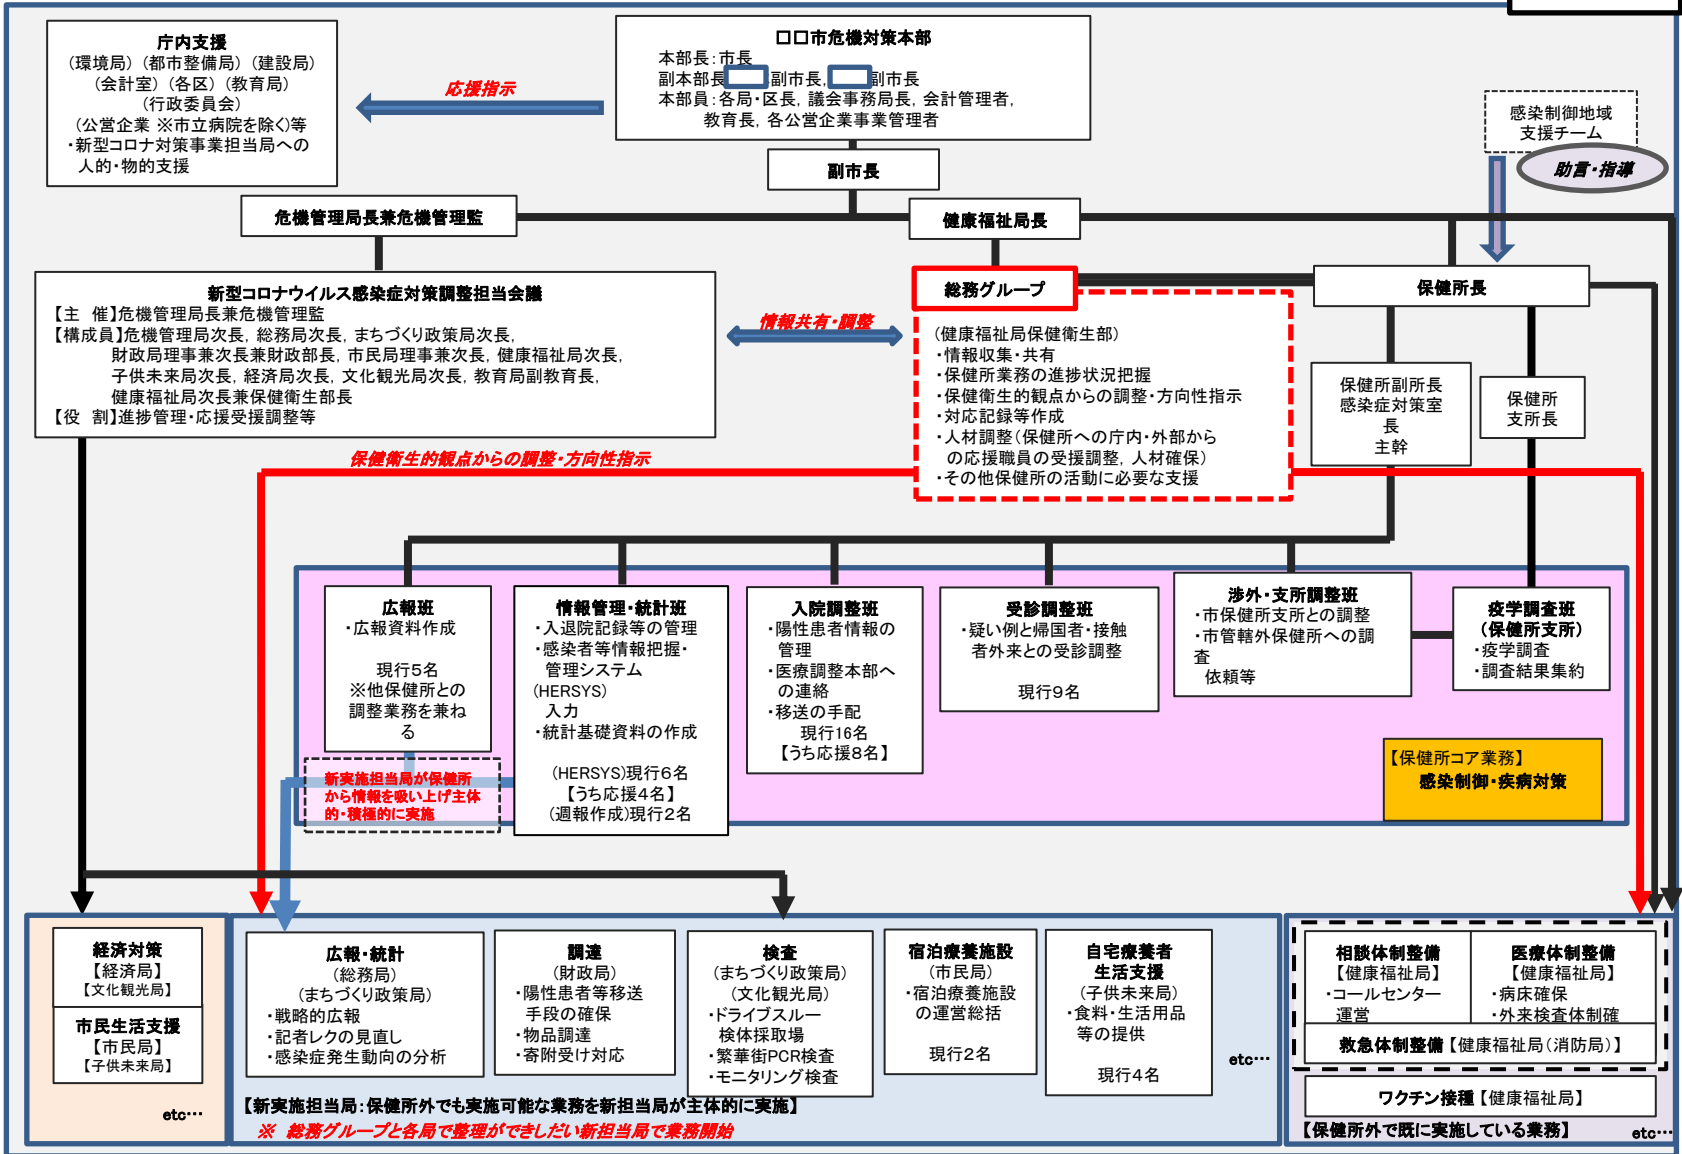 庁内支援
(環境局)(都市整備局)(建設局)
(会計室)(各区)(教育局)
(行政委員会)
(公営企業 ※市立病院を除く)等
・新型コロナ対策事業担当局への
人的・物的支援
応援指示
口口市危機対策本部
本部長:市長
副本部長 副市長, 副市長
本部員:各局・区長, 議会事務局長, 会計管理者,
教育長, 各公営企業事業管理者
感染制御地域
支援チーム
助言・指導
副市長
危機管理局長兼危機管理監
健康福祉局長
新型コロナウイルス感染症対策調整担当会議
【主 催】危機管理局長兼危機管理監
【構成員】危機管理局次長, 総務局次長, まちづくり政策局次長,
財政局理事兼次長兼財政部長, 市民局理事兼次長, 健康福祉局次長,
子供未来局次長, 経済局次長, 文化観光局次長, 教育局副教育長,
健康福祉局次長兼保健衛生部長
【役 割】進捗管理・応援受援調整等
情報共有・調整
総務グループ
(健康福祉局保健衛生部)
・情報収集・共有
・保健所業務の進捗状況把握
・保健衛生的観点からの調整・方向性指示
・対応記録等作成
・人材調整(保健所への庁内・外部から
の応援職員の受援調整, 人材確保)
・その他保健所の活動に必要な支援
保健所長
保健所副所長
感染症対策室
長
主幹
保健所
支所長
保健衛生的観点からの調整・方向性指示
広報班
・広報資料作成
現行5名
※他保健所との
調整業務を兼ね
る
情報管理・統計班
・入退院記録等の管理
・感染者等情報把握・
管理システム
(HERSYS)
入力
・統計基礎資料の作成
(HERSYS)現行6名
【うち応援4名】
(週報作成)現行2名
入院調整班
・陽性患者情報の
管理
・医療調整本部へ
の連絡
・移送の手配
現行16名
【うち応援8名】
受診調整班
・疑い例と帰国者・接触
者外来との受診調整
現行9名
渉外・支所調整班
・市保健所支所との調整
・市管轄外保健所への調
査
依頼等
疫学調査班
(保健所支所)
・疫学調査
・調査結果集約
新実施担当局が保健所
から情報を吸い上げ主体
的・積極的に実施
【保健所コア業務】
感染制御・疾病対策
経済対策
【経済局】
【文化観光局】
市民生活支援
【市民局】
【子供未来局】
etc…
広報・統計
(総務局)
(まちづくり政策局)
・戦略的広報
・記者レクの見直し
・感染症発生動向の分析
調達
(財政局)
・陽性患者等移送
手段の確保
・物品調達
・寄附受け対応
検査
(まちづくり政策局)
(文化観光局)
・ドライブスルー
検体採取場
・繁華街PCR検査
・モニタリング検査
宿泊療養施設
(市民局)
・宿泊療養施設
の運営総括
現行2名
自宅療養者
生活支援
(子供未来局)
・食料・生活用品
等の提供
現行4名
etc…
【新実施担当局:保健所外でも実施可能な業務を新担当局が主体的に実施】
※ 総務グループと各局で整理ができしだい新担当局で業務開始
相談体制整備
【健康福祉局】
・コールセンター
運営
医療体制整備
【健康福祉局】
・病床確保
・外来検査体制確
救急体制整備【健康福祉局(消防局)】
ワクチン接種【健康福祉局】
【保健所外で既に実施している業務】
etc…